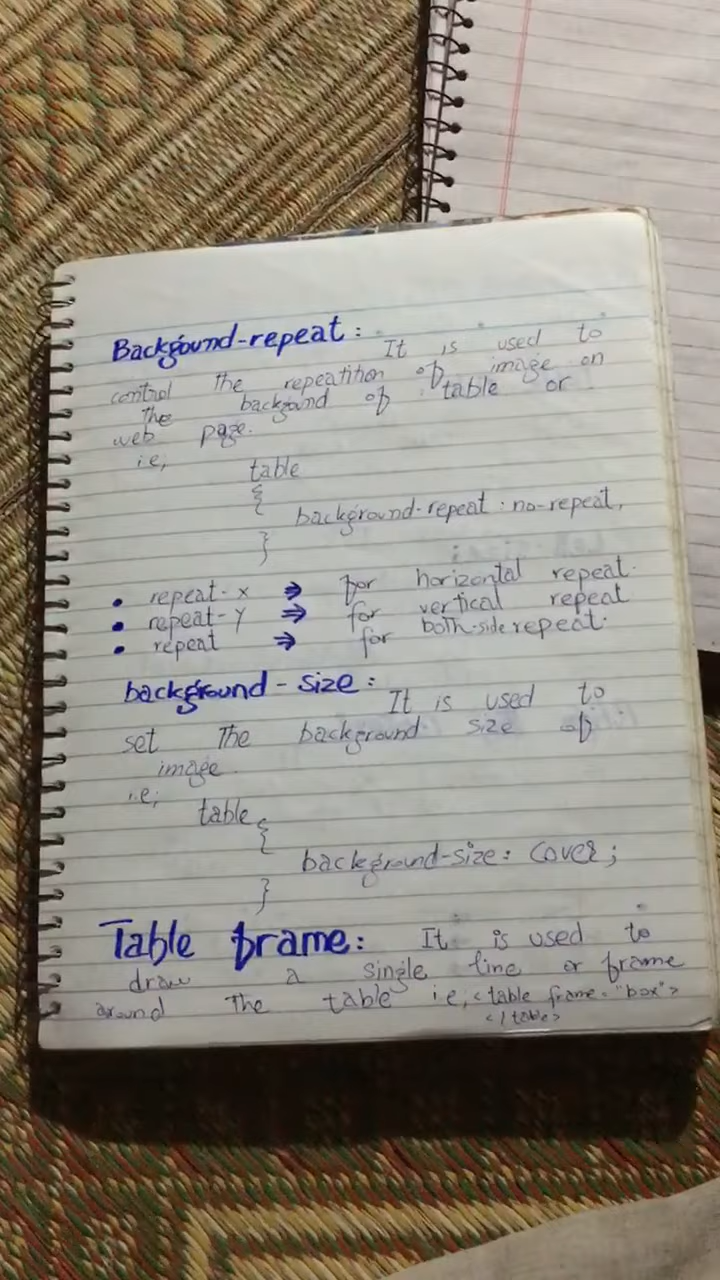 Backgound-repeat: It is used to
control the repeatition of image on
the backgand of table or
web page.
i.e,
table
{
background-repeat: no-repeat,
}
• repeat-x ⇒ for horizontal repeat.
• repeat-y ⇒ for vertical repeat
• repeat ⇒ for both-side repeat.
background-size: It is used to
set the background size of
image.
i.e;
table
{
background-size: cover;
}
Table frame: It is used to
draw a single line or frame
around the table i.e, <table frame="box">
</table>